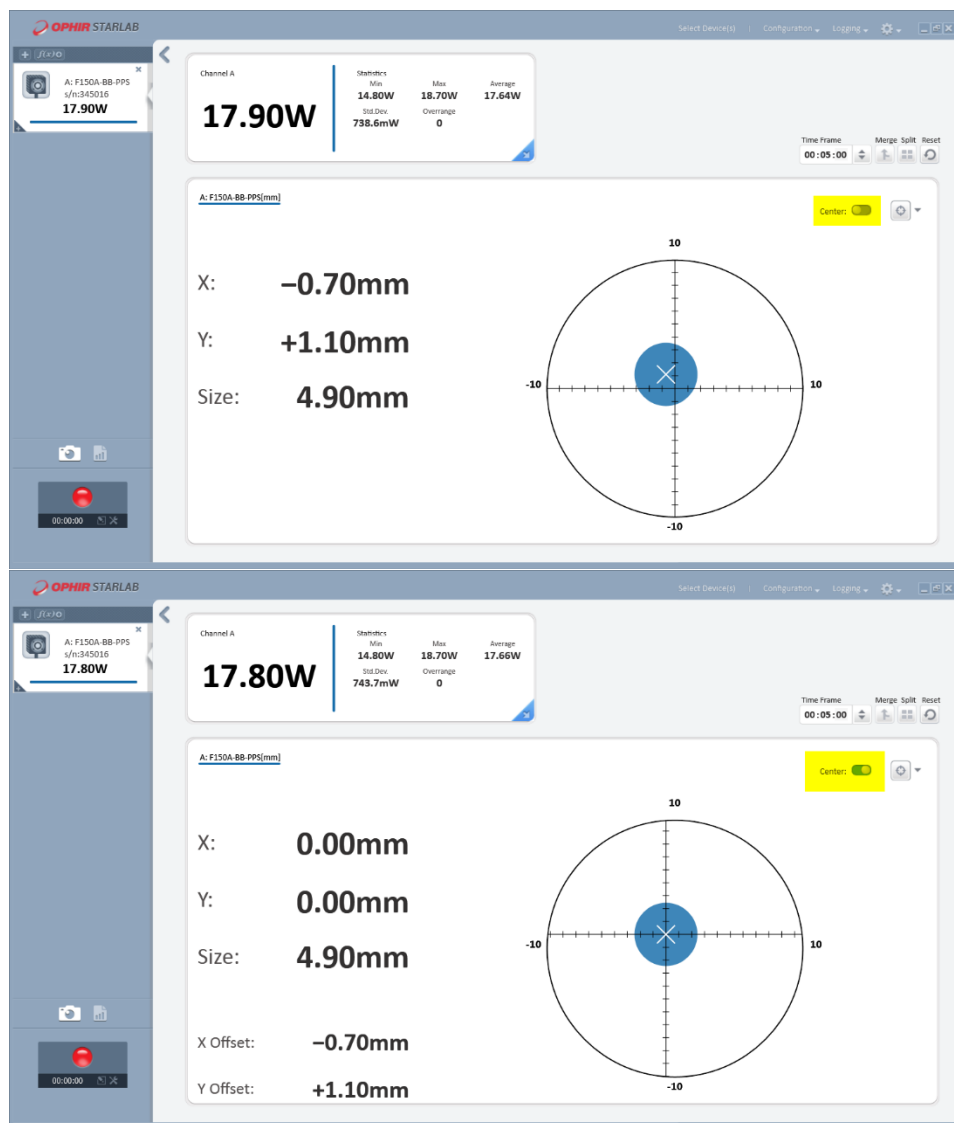 OPHIR STARLAB
Select Device(s) | Configuration Logging
+ f(x)
A: F150A-BB-PPS
s/n:345016
17.90W
Channel A
17.90W
Statistics
Min Max Average
14.80W 18.70W 17.64W
Std.Dev. Overrange
738.6mW 0
Time Frame Merge Split Reset
00:05:00
A: F150A-BB-PPS[mm]
Center:
X: −0.70mm
Y: +1.10mm
Size: 4.90mm
10
-10 10
-10
00:00:00
OPHIR STARLAB
Select Device(s) | Configuration Logging
+ f(x)
A: F150A-BB-PPS
s/n:345016
17.80W
Channel A
17.80W
Statistics
Min Max Average
14.80W 18.70W 17.66W
Std.Dev. Overrange
743.7mW 0
Time Frame Merge Split Reset
00:05:00
A: F150A-BB-PPS[mm]
Center:
X: 0.00mm
Y: 0.00mm
Size: 4.90mm
X Offset: −0.70mm
Y Offset: +1.10mm
10
-10 10
-10
00:00:00